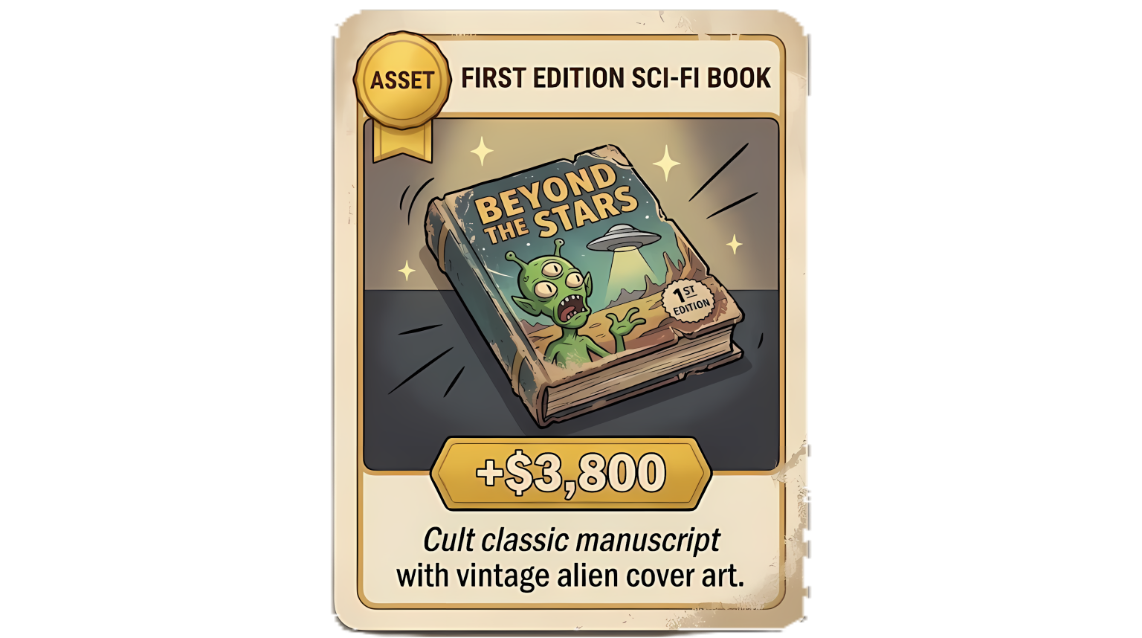 ASSET
FIRST EDITION SCI-FI BOOK
BEYOND
THE STARS
1ST
EDITION
+$3,800
Cult classic manuscript
with vintage alien cover art.